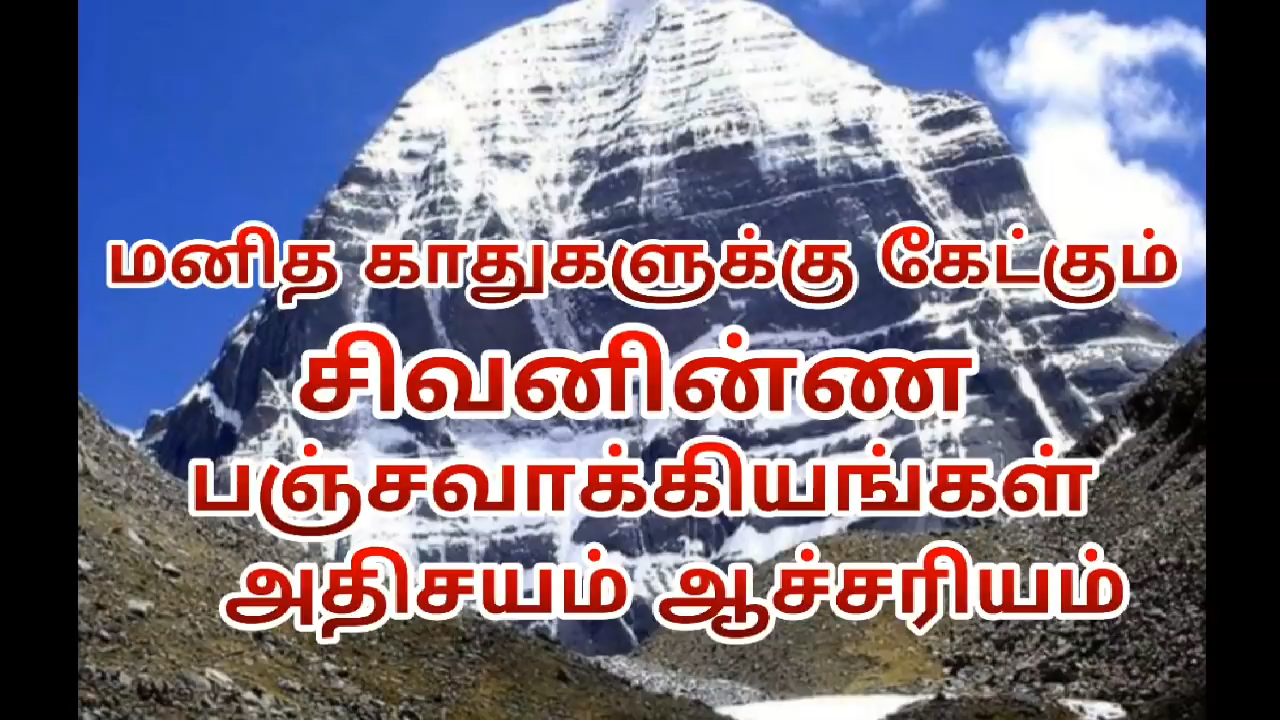 மனித காதுகளுக்கு கேட்கும்
சிவனின்ண
பஞ்சவாக்கியங்கள்
அதிசயம் ஆச்சரியம்